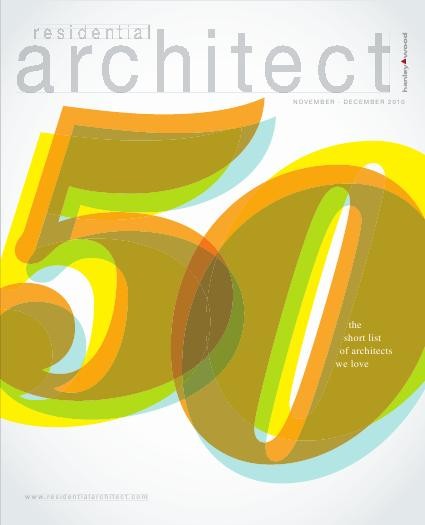 residential
architect
hanley wood
NOVEMBER · DECEMBER 2010
50
the
short list
of architects
we love
www.residentialarchitect.com